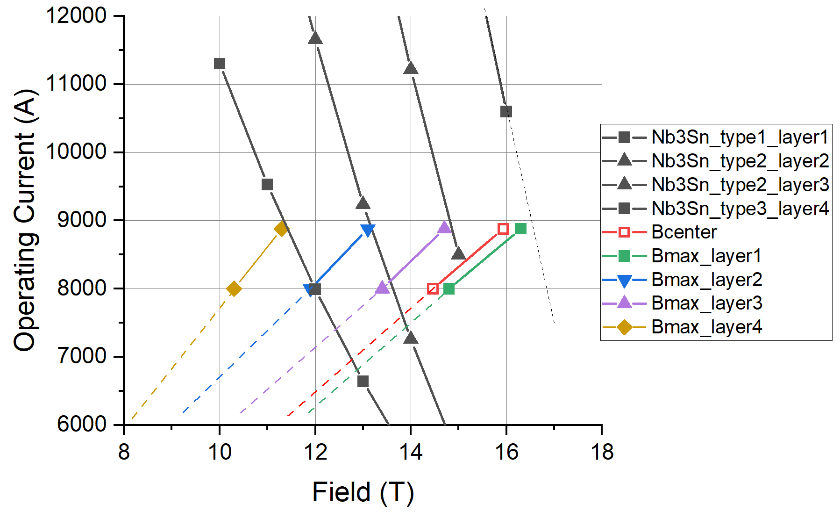 12000
11000
10000
9000
8000
7000
6000
Operating Current (A)
8 10 12 14 16 18
Field (T)
Nb3Sn_type1_layer1
Nb3Sn_type2_layer2
Nb3Sn_type2_layer3
Nb3Sn_type3_layer4
Bcenter
Bmax_layer1
Bmax_layer2
Bmax_layer3
Bmax_layer4